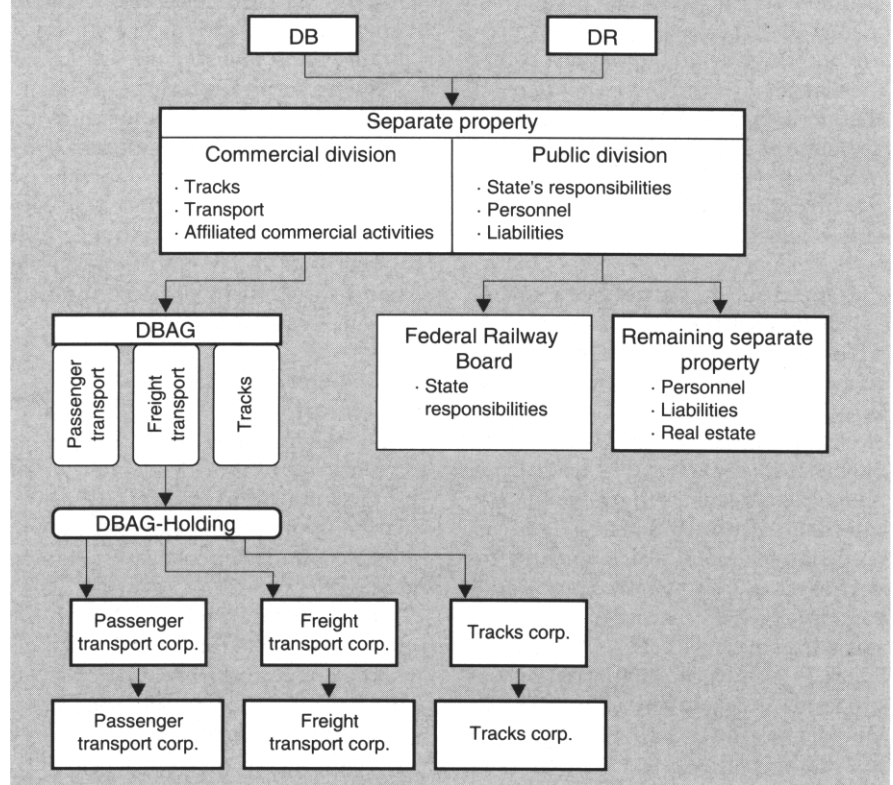 DB
DR
Separate property
Commercial division
· Tracks
· Transport
· Affiliated commercial activities
Public division
· State's responsibilities
· Personnel
· Liabilities
DBAG
Passenger
transport
Freight
transport
Tracks
Federal Railway
Board
· State
responsibilities
Remaining separate
property
· Personnel
· Liabilities
· Real estate
DBAG-Holding
Passenger
transport corp.
Freight
transport corp.
Tracks corp.
Passenger
transport corp.
Freight
transport corp.
Tracks corp.